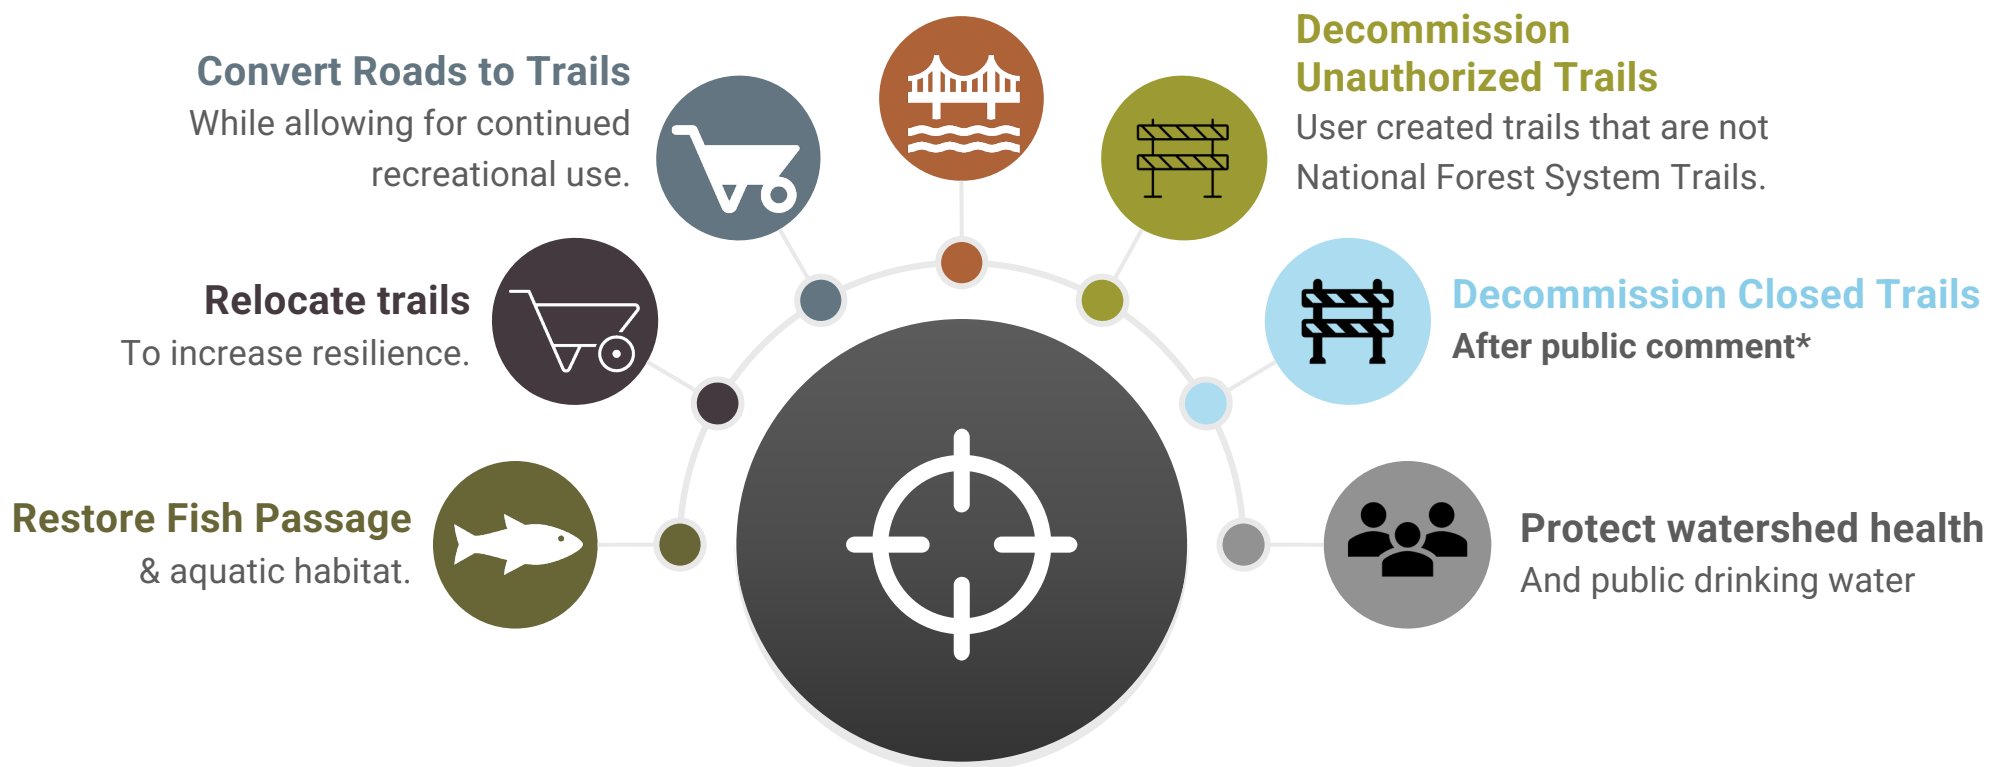 Convert Roads to Trails
While allowing for continued
recreational use.
Relocate trails
To increase resilience.
Restore Fish Passage
& aquatic habitat.
Decommission
Unauthorized Trails
User created trails that are not
National Forest System Trails.
Decommission Closed Trails
After public comment*
Protect watershed health
And public drinking water